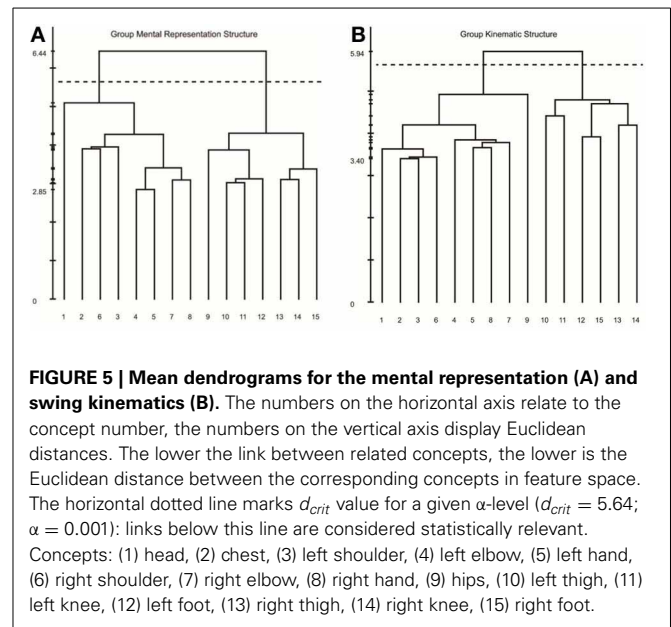 A
Group Mental Representation Structure
6.44
2.85
0
1 2 6 3 4 5 7 8 9 10 11 12 13 14 15
B
Group Kinematic Structure
5.94
3.40
0
1 2 3 6 4 5 8 7 9 10 11 12 15 13 14
FIGURE 5 | Mean dendrograms for the mental representation (A) and
swing kinematics (B). The numbers on the horizontal axis relate to the
concept number, the numbers on the vertical axis display Euclidean
distances. The lower the link between related concepts, the lower is the
Euclidean distance between the corresponding concepts in feature space.
The horizontal dotted line marks dcrit value for a given α-level (dcrit = 5.64;
α = 0.001): links below this line are considered statistically relevant.
Concepts: (1) head, (2) chest, (3) left shoulder, (4) left elbow, (5) left hand,
(6) right shoulder, (7) right elbow, (8) right hand, (9) hips, (10) left thigh, (11)
left knee, (12) left foot, (13) right thigh, (14) right knee, (15) right foot.